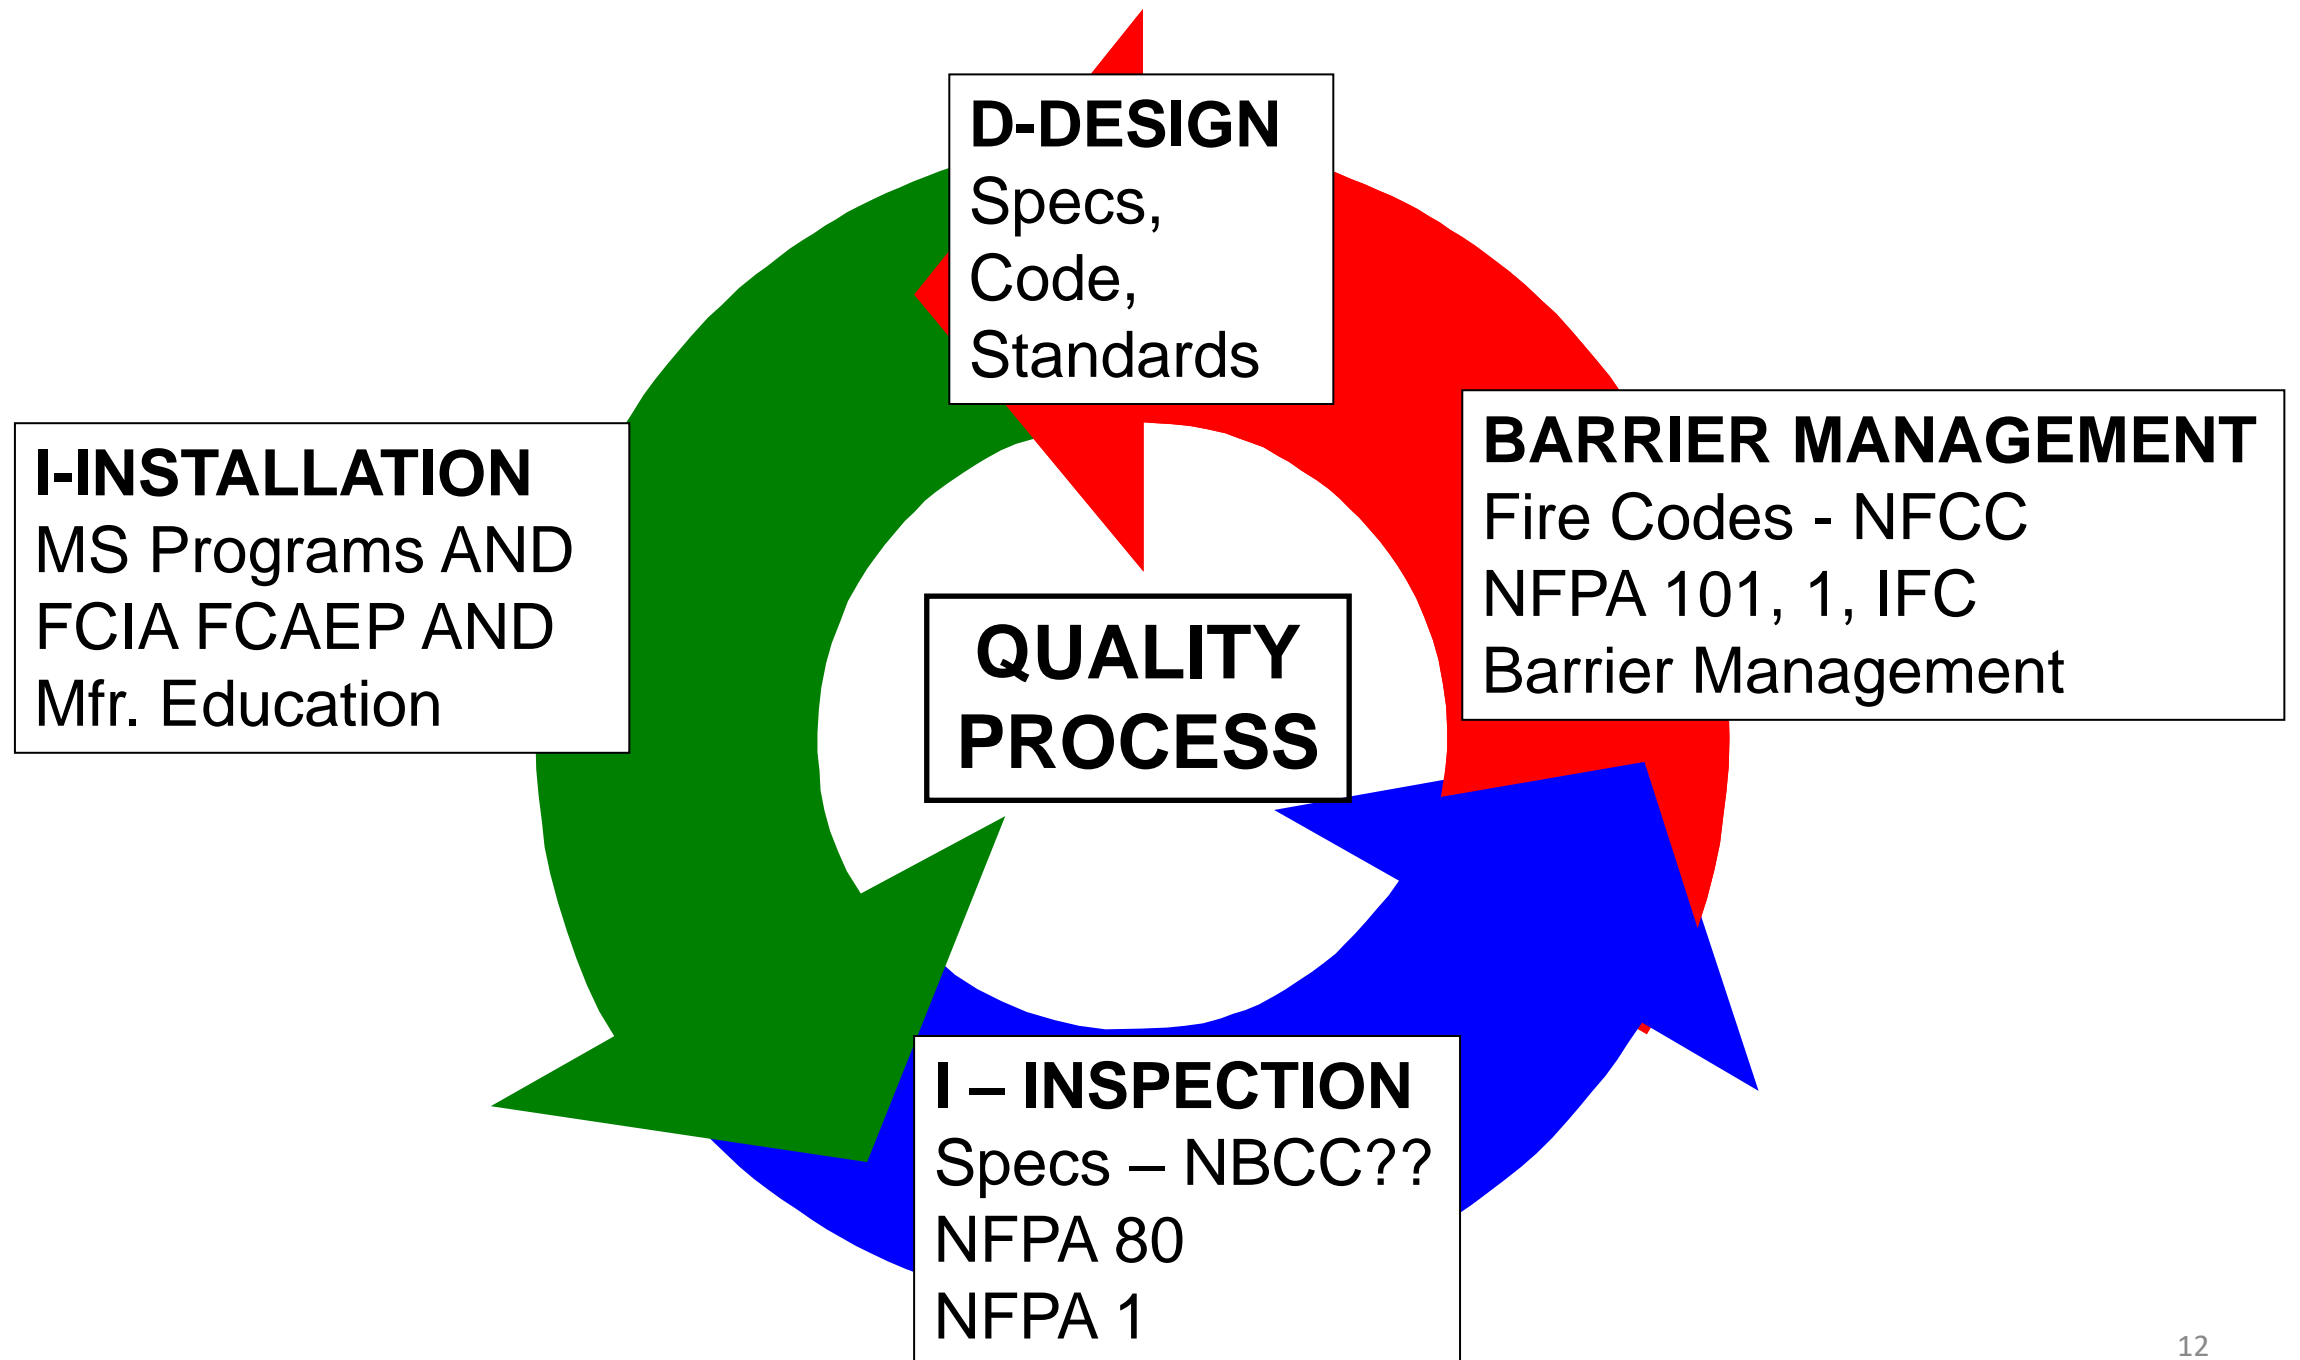 D-DESIGN
Specs,
Code,
Standards
I-INSTALLATION
MS Programs AND
FCIA FCAEP AND
Mfr. Education
BARRIER MANAGEMENT
Fire Codes - NFCC
NFPA 101, 1, IFC
Barrier Management
QUALITY
PROCESS
I – INSPECTION
Specs – NBCC??
NFPA 80
NFPA 1
12